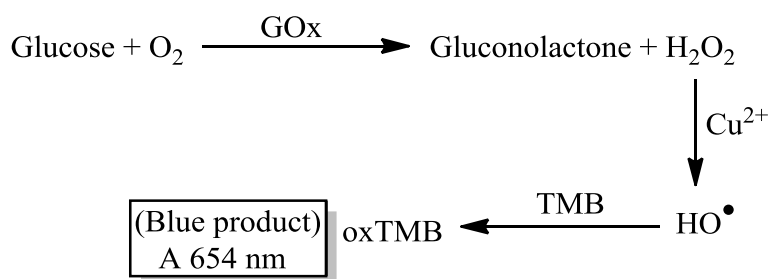 GOx
Glucose + O₂ Gluconolactone + H₂O₂
Cu²⁺
TMB
(Blue product) oxTMB HO•
A 654 nm